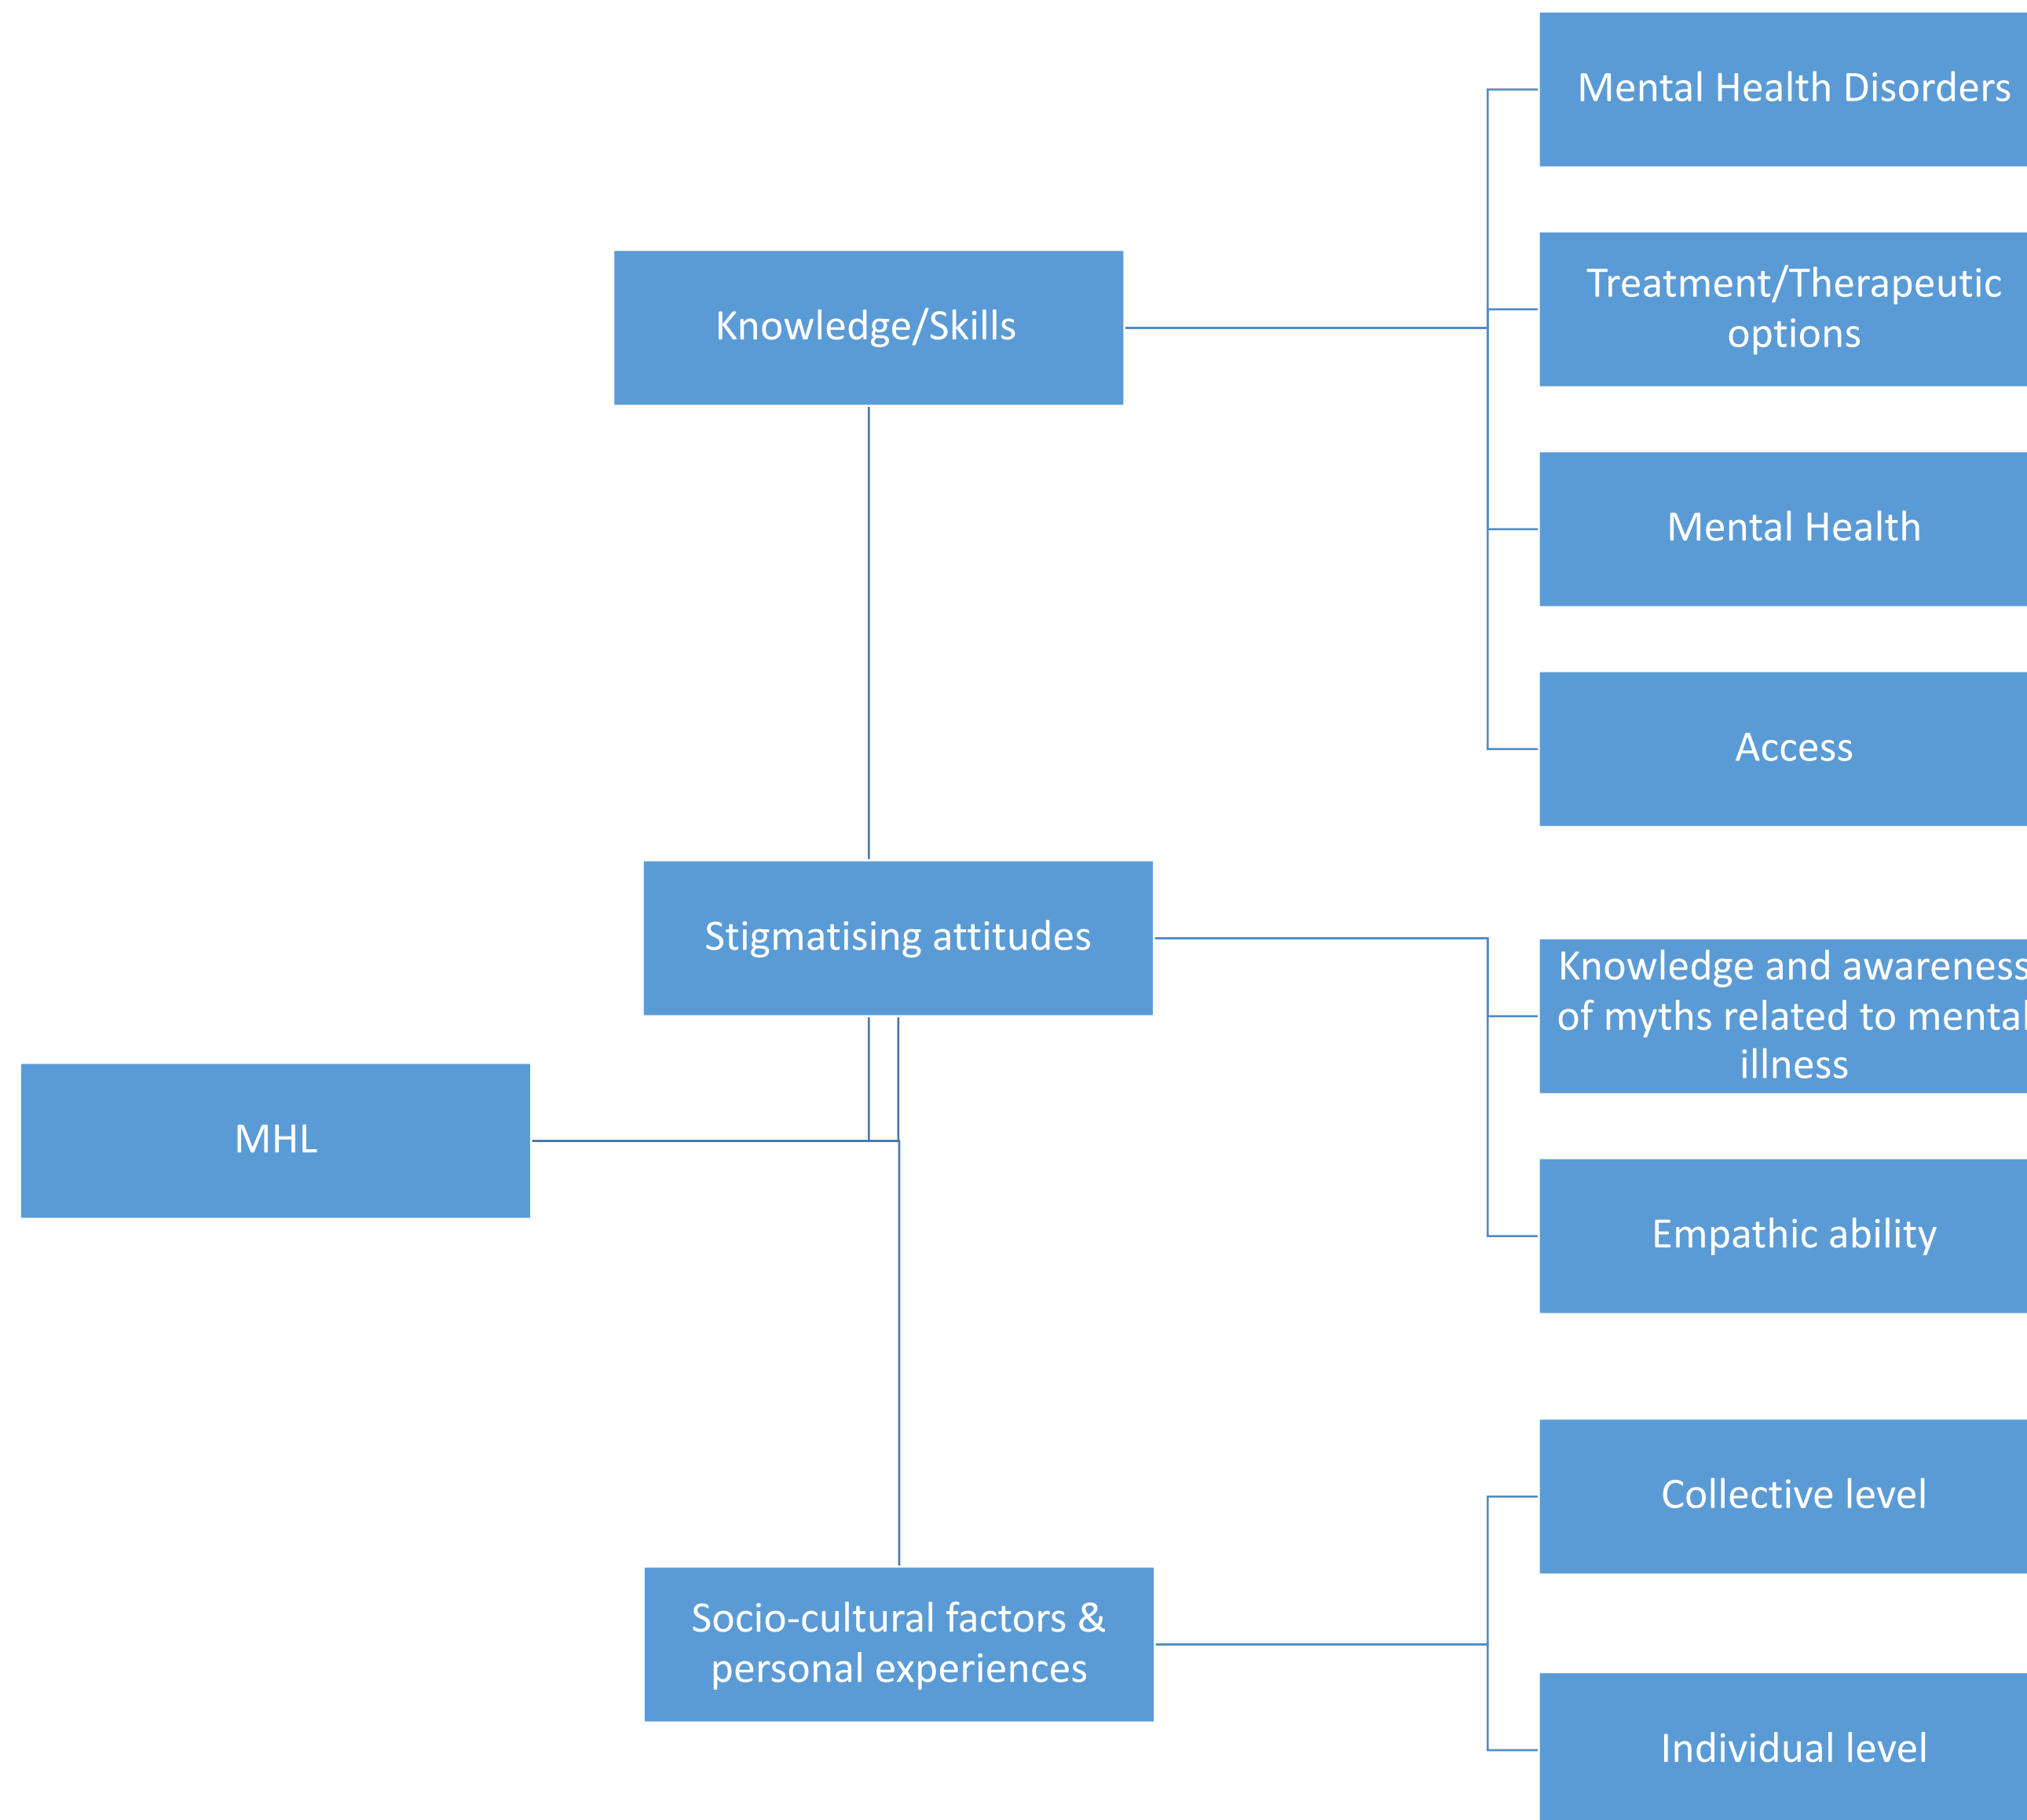 Mental Health Disorders
Treatment/Therapeutic
options
Knowledge/Skills
Mental Health
Access
Stigmatising attitudes
Knowledge and awareness
of myths related to mental
illness
MHL
Empathic ability
Collective level
Socio-cultural factors &
personal experiences
Individual level